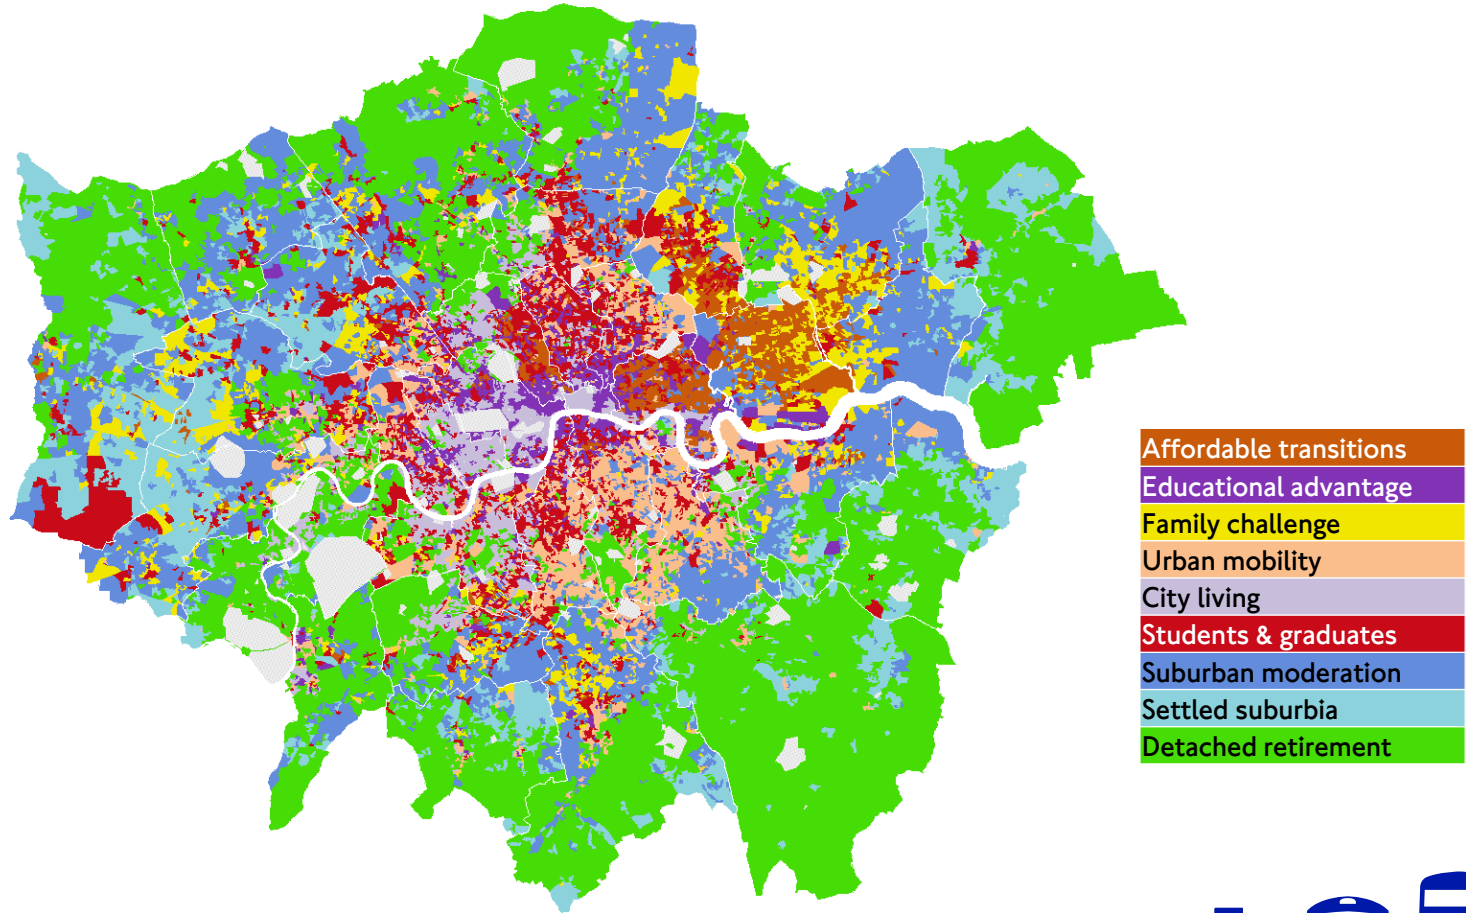 Affordable transitions
Educational advantage
Family challenge
Urban mobility
City living
Students & graduates
Suburban moderation
Settled suburbia
Detached retirement